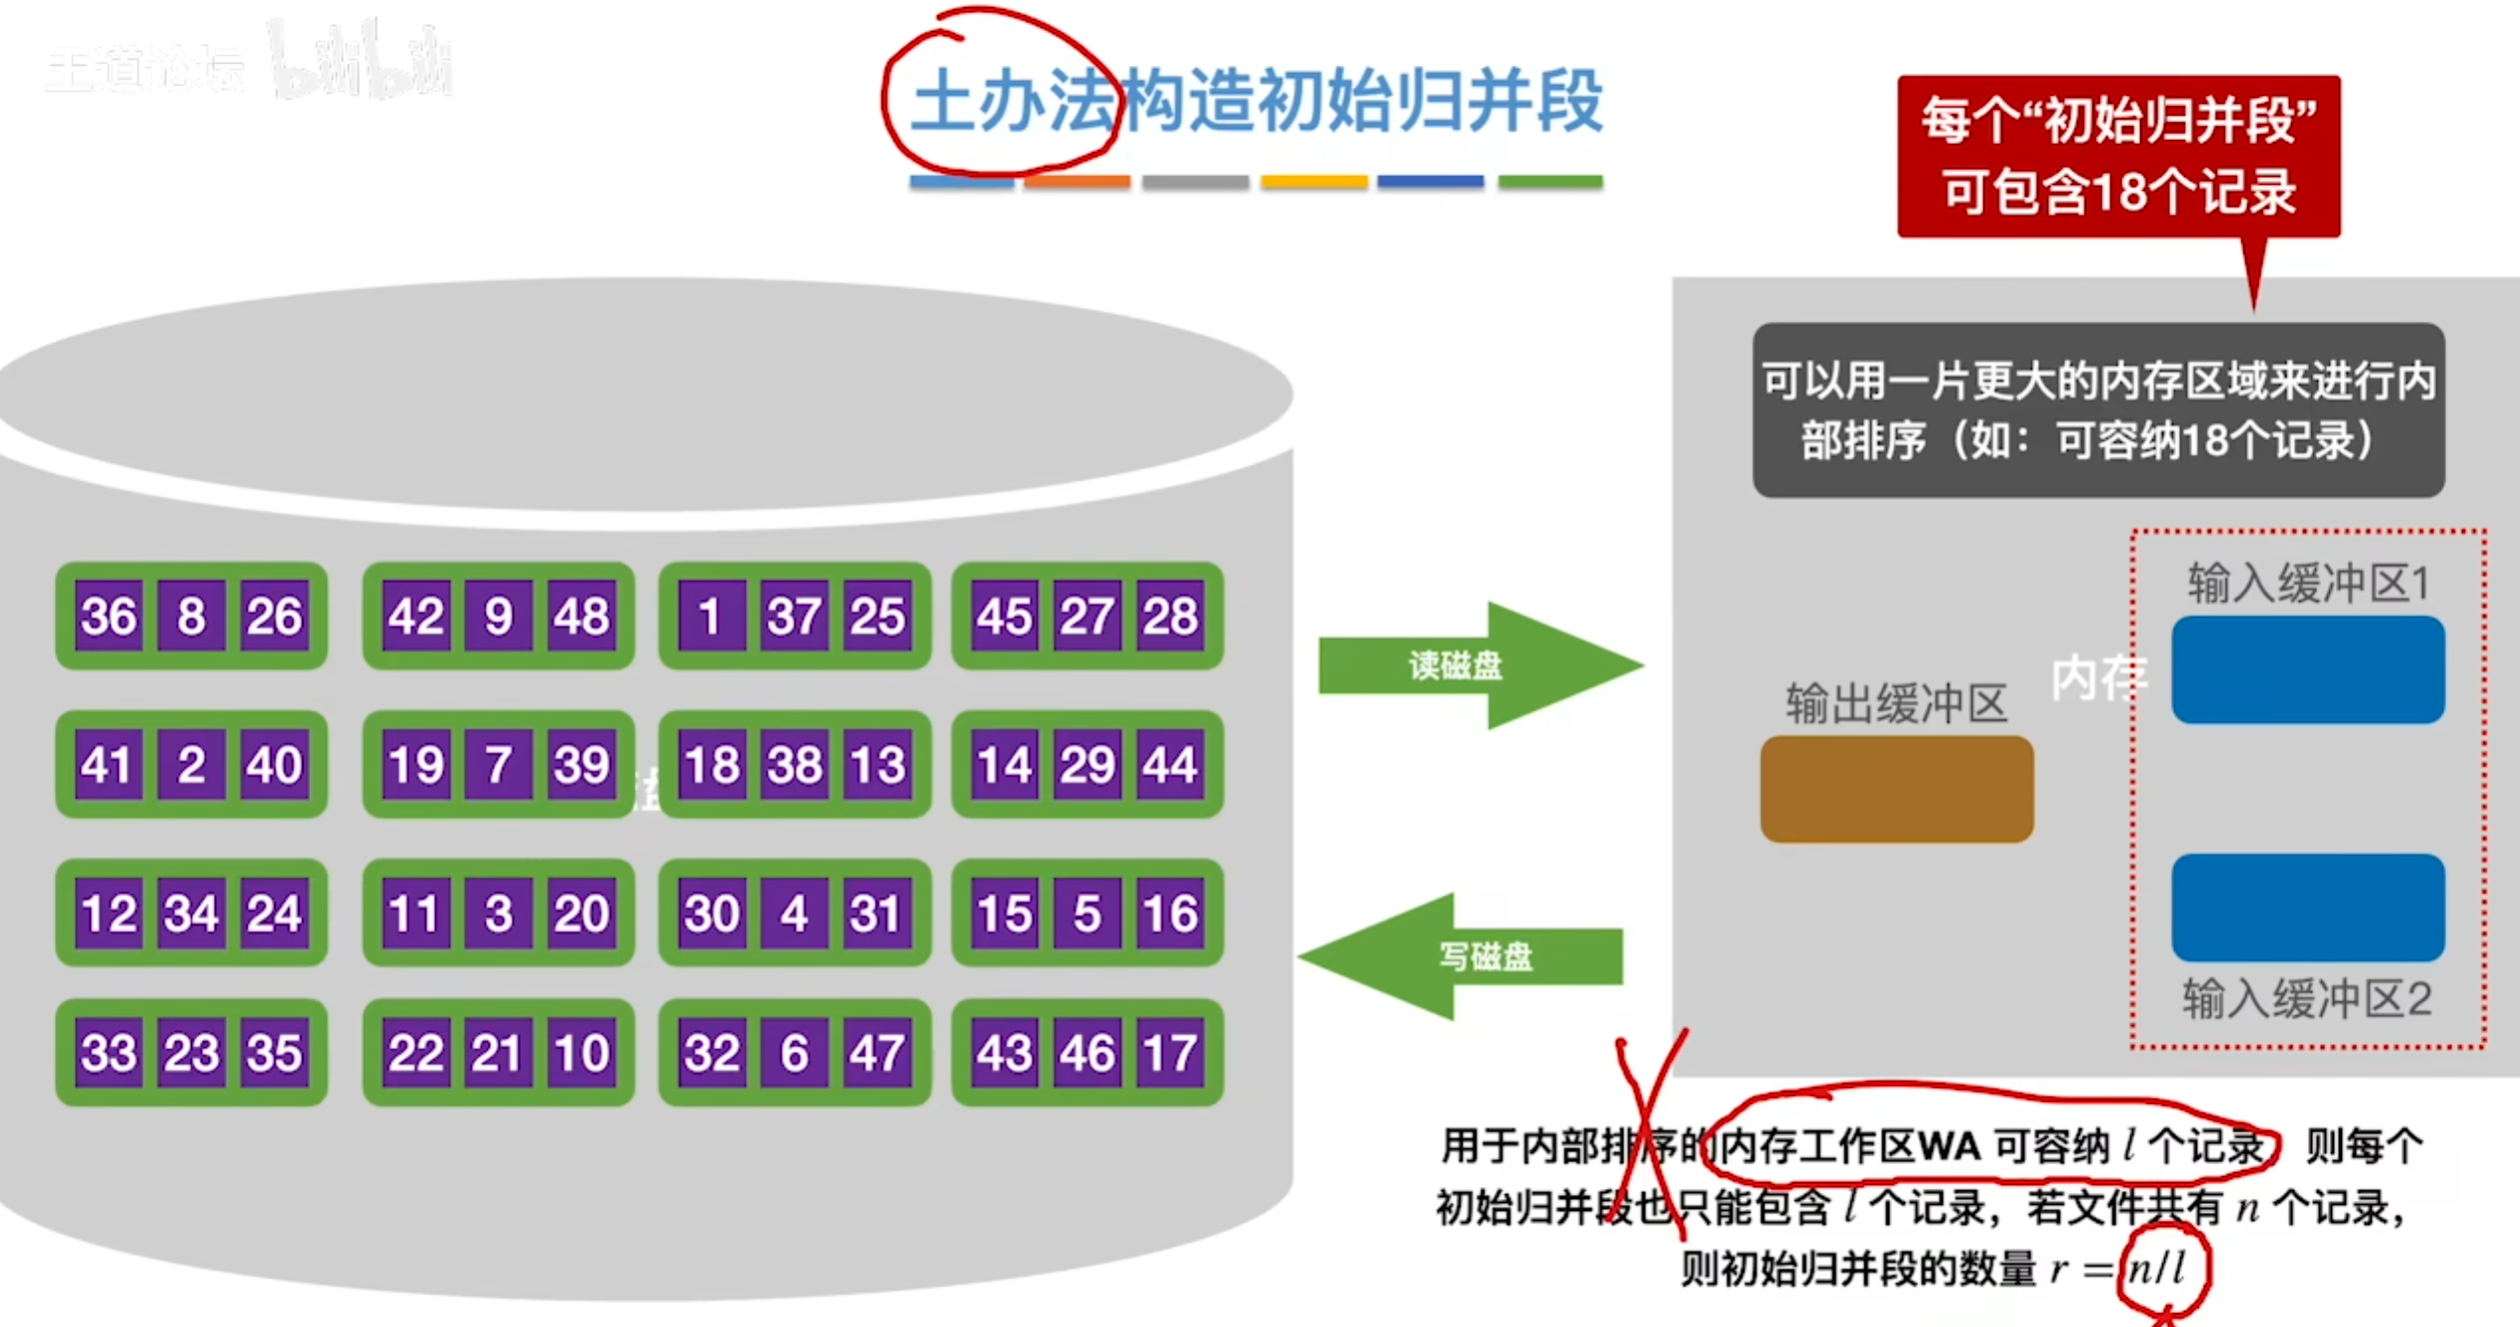 王道论坛 bilibili
土办法构造初始归并段
每个“初始归并段”
可包含18个记录
可以用一片更大的内存区域来进行内
部排序（如：可容纳18个记录）
36 8 26 42 9 48 1 37 25 45 27 28
41 2 40 19 7 39 18 38 13 14 29 44
12 34 24 11 3 20 30 4 31 15 5 16
33 23 35 22 21 10 32 6 47 43 46 17
读磁盘
写磁盘
输入缓冲区1
内存
输出缓冲区
输入缓冲区2
用于内部排序的内存工作区WA 可容纳 l 个记录， 则每个
初始归并段也只能包含 l 个记录，若文件共有 n 个记录，
则初始归并段的数量 r = n/l